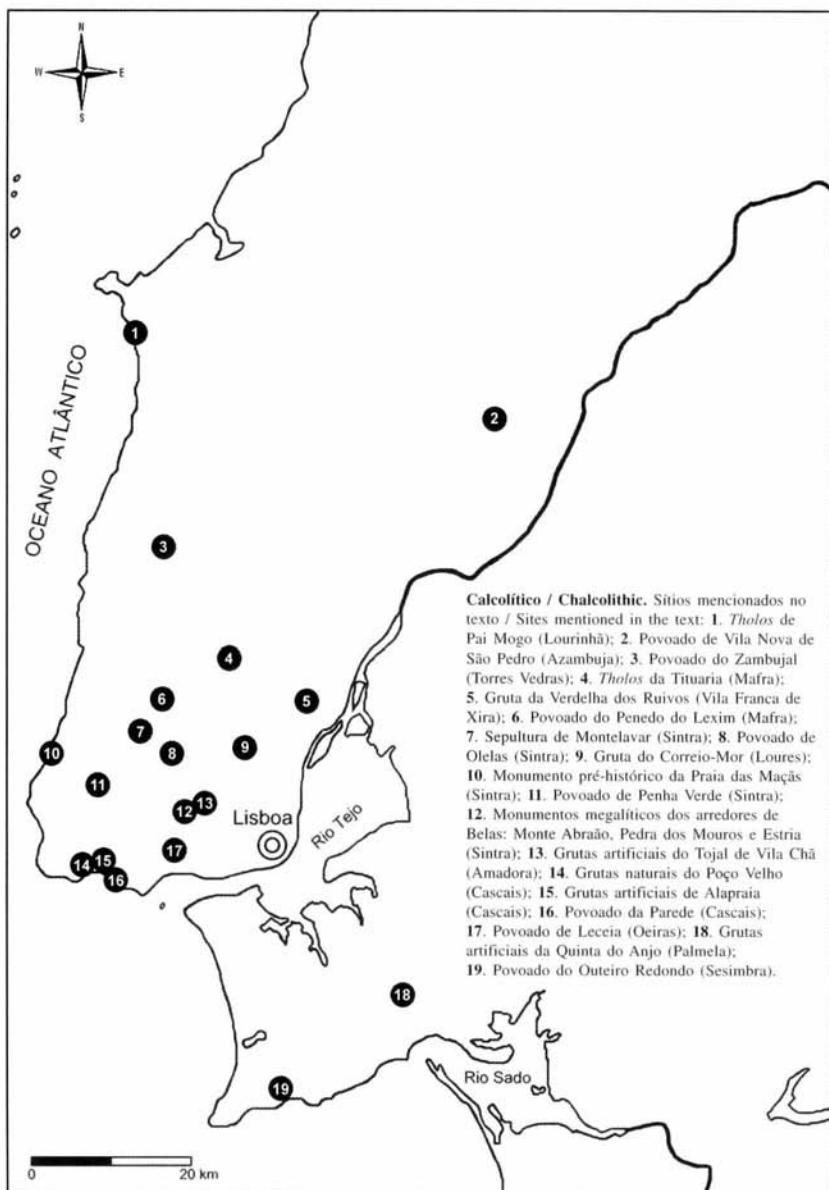 N
W E
S
1
OCEANO ATLÂNTICO
2
3
Calcolítico / Chalcolithic. Sítios mencionados no
texto / Sites mentioned in the text: 1. Tholos de
Pai Mogo (Lourinhã); 2. Povoado de Vila Nova de
São Pedro (Azambuja); 3. Povoado do Zambujal
(Torres Vedras); 4. Tholos da Tituaria (Mafra);
5. Gruta da Verdelha dos Ruivos (Vila Franca de
Xira); 6. Povoado do Penedo do Lexim (Mafra);
7. Sepultura de Montelavar (Sintra); 8. Povoado de
Olelas (Sintra); 9. Gruta do Correio-Mor (Loures);
10. Monumento pré-histórico da Praia das Maçãs
(Sintra); 11. Povoado de Penha Verde (Sintra);
12. Monumentos megalíticos dos arredores de
Belas: Monte Abraão, Pedra dos Mouros e Estria
(Sintra); 13. Grutas artificiais do Tojal de Vila Chã
(Amadora); 14. Grutas naturais do Poço Velho
(Cascais); 15. Grutas artificiais de Alapraia
(Cascais); 16. Povoado da Parede (Cascais);
17. Povoado de Leceia (Oeiras); 18. Grutas
artificiais da Quinta do Anjo (Palmela);
19. Povoado do Outeiro Redondo (Sesimbra).
4
6
5
7
10
8
9
11
12
13
Lisboa
Rio Tejo
14
15
17
16
18
Rio Sado
19
0 20 km